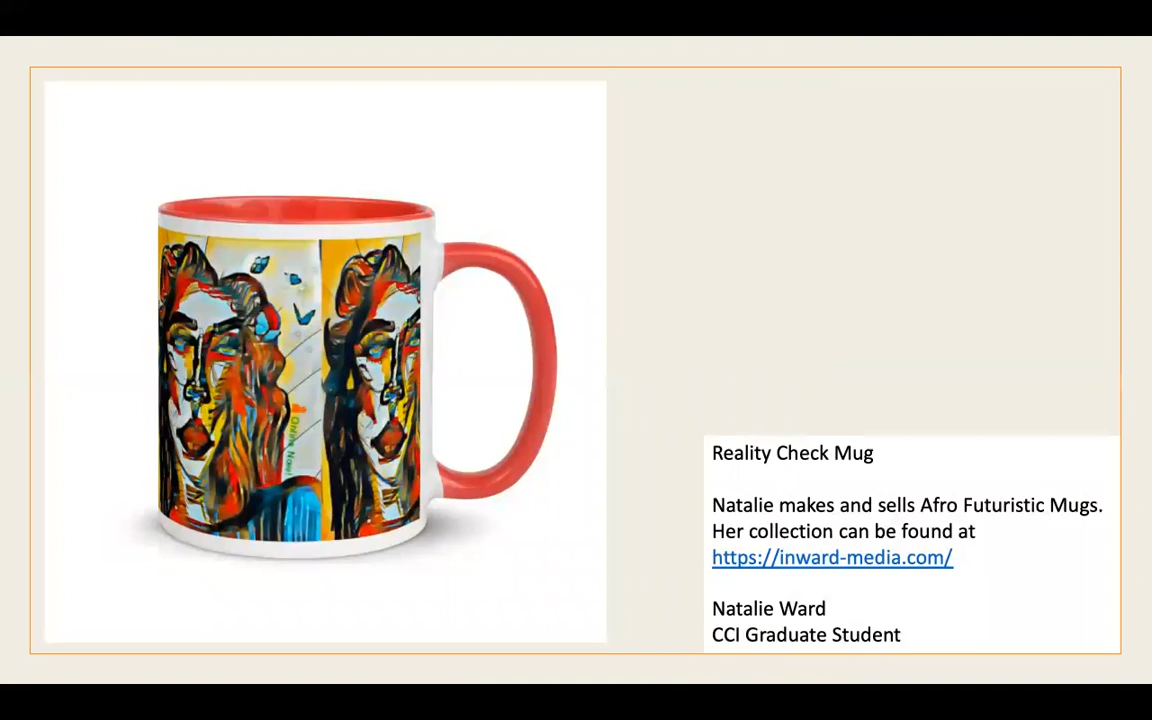 Reality Check Mug
Natalie makes and sells Afro Futuristic Mugs.
Her collection can be found at
https://inward-media.com/
Natalie Ward
CCI Graduate Student